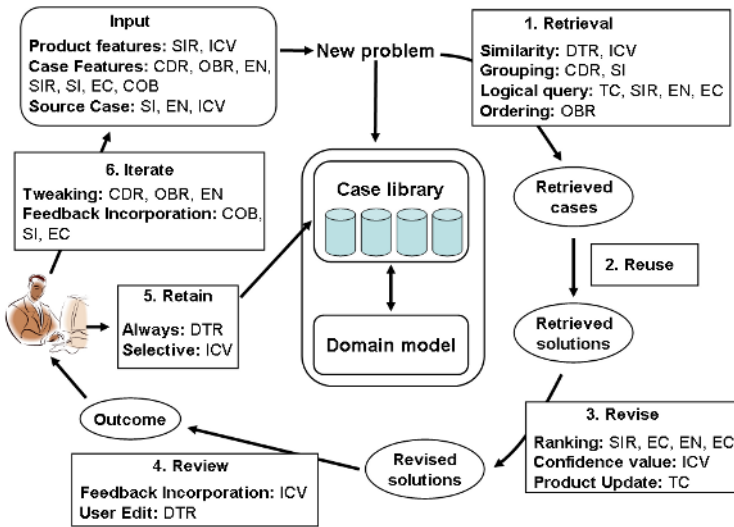 Input
Product features: SIR, ICV
Case Features: CDR, OBR, EN,
SIR, SI, EC, COB
Source Case: SI, EN, ICV
New problem
1. Retrieval
Similarity: DTR, ICV
Grouping: CDR, SI
Logical query: TC, SIR, EN, EC
Ordering: OBR
6. Iterate
Tweaking: CDR, OBR, EN
Feedback Incorporation: COB,
SI, EC
Case library
Retrieved
cases
2. Reuse
5. Retain
Always: DTR
Selective: ICV
Domain model
Retrieved
solutions
Outcome
3. Revise
Ranking: SIR, EC, EN, EC
Confidence value: ICV
Product Update: TC
4. Review
Feedback Incorporation: ICV
User Edit: DTR
Revised
solutions